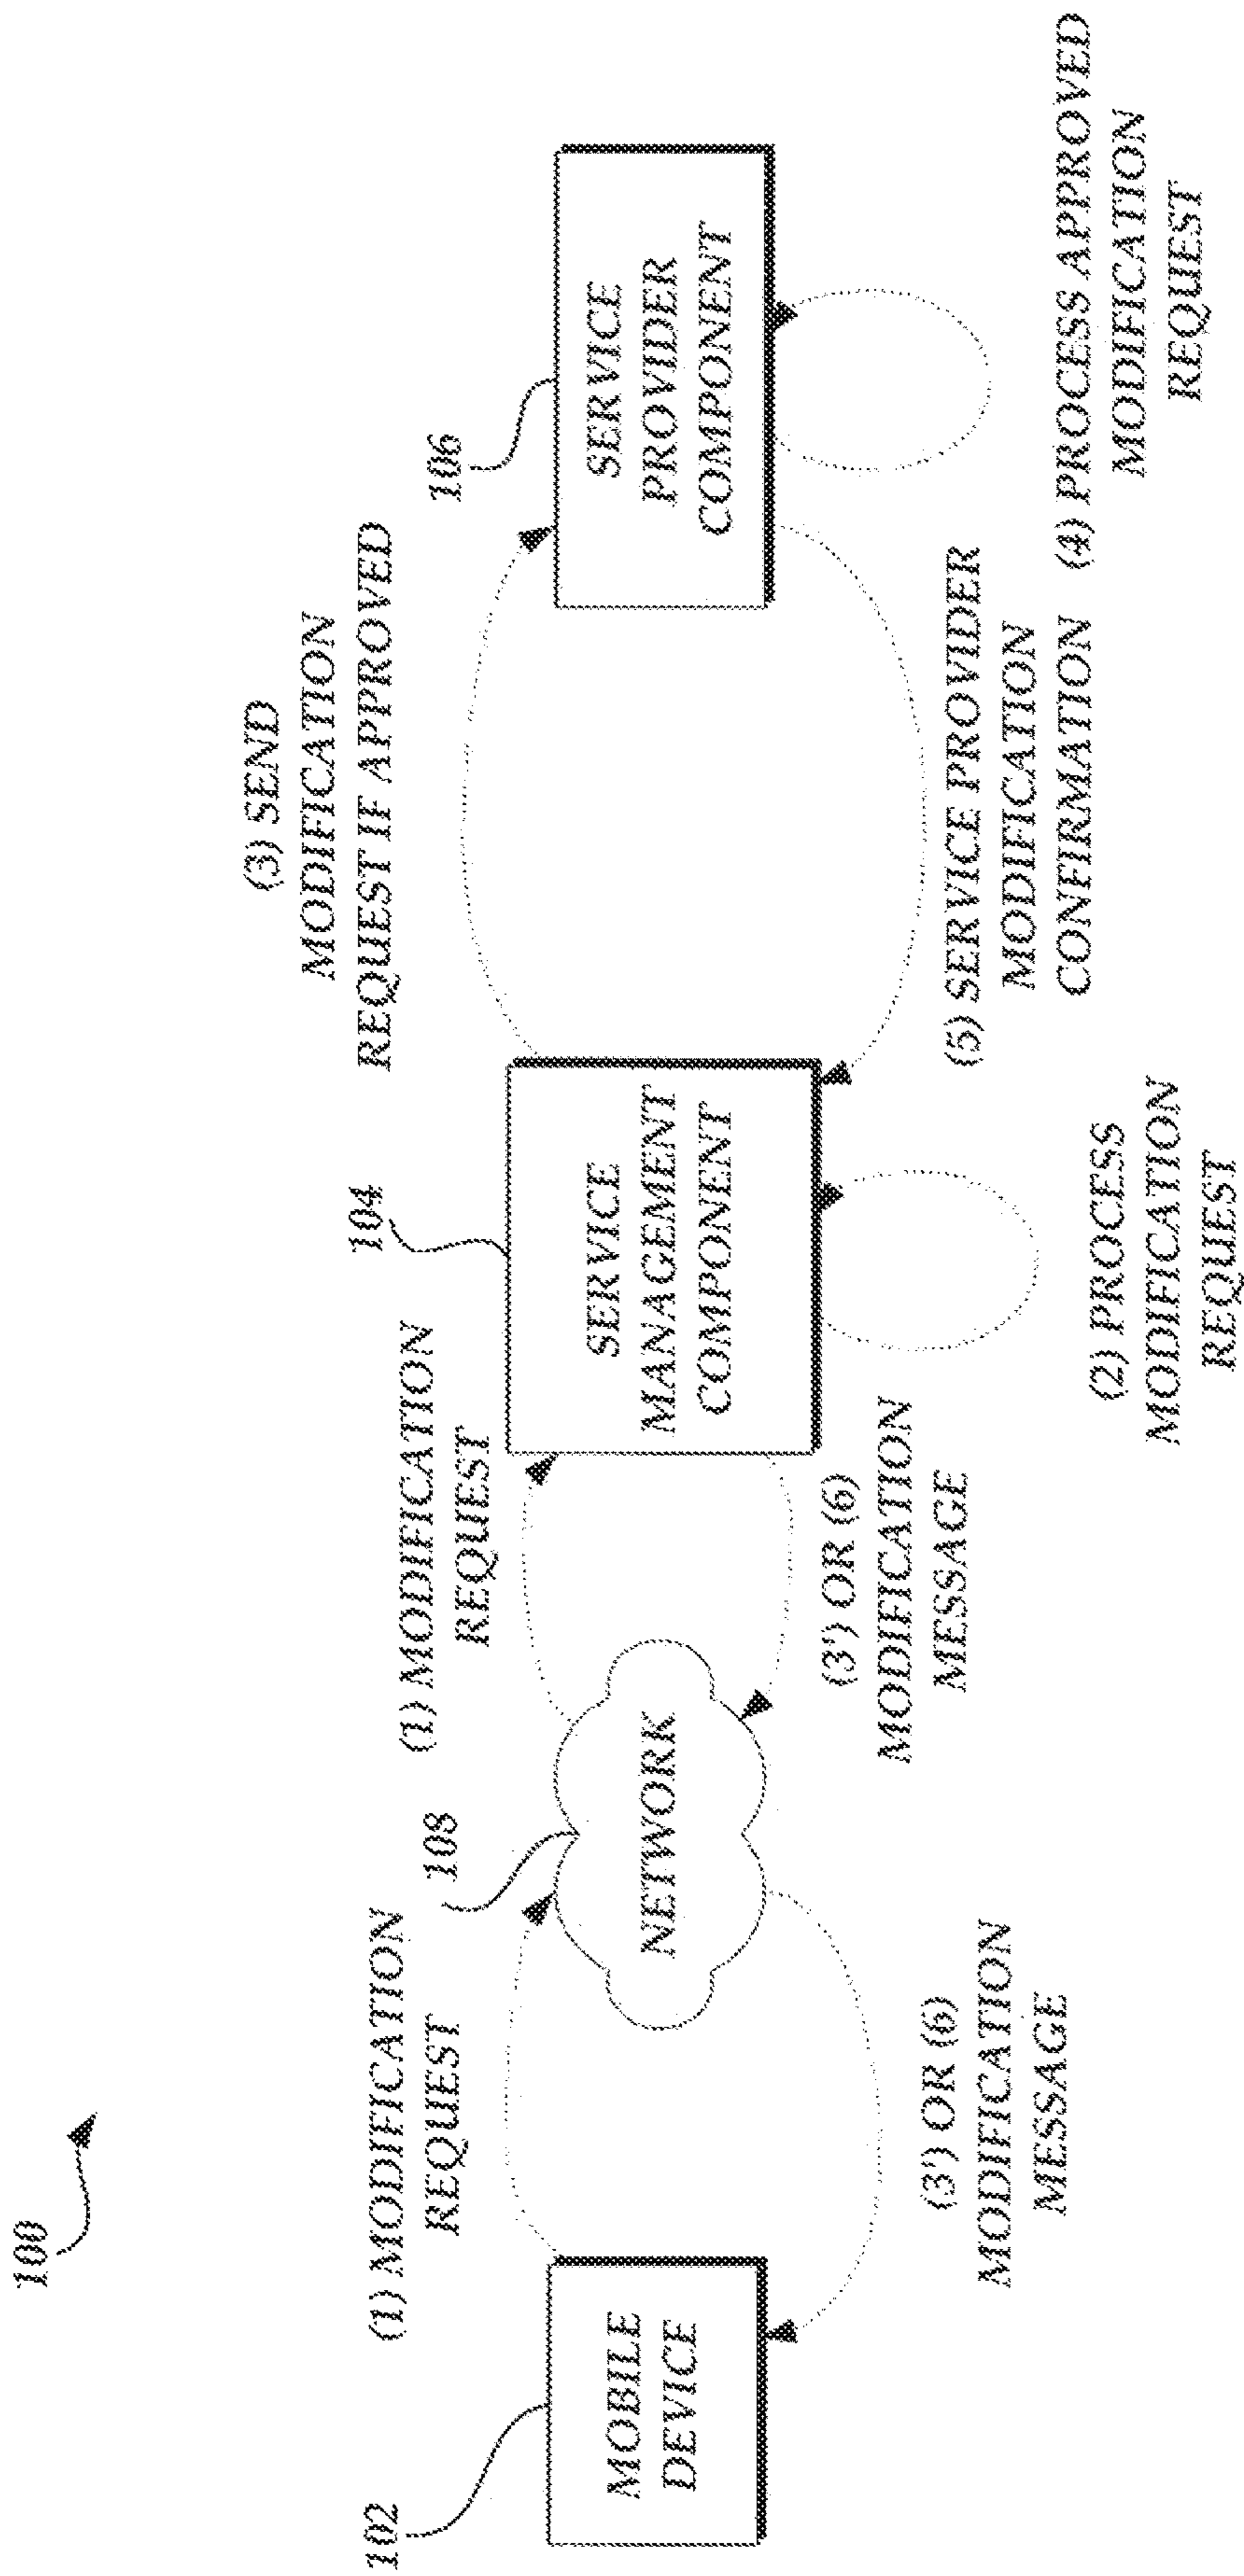 100
(3) SEND
MODIFICATION
REQUEST IF APPROVED
102
(1) MODIFICATION
REQUEST
108
(1) MODIFICATION
REQUEST
104
106
MOBILE
DEVICE
NETWORK
SERVICE
MANAGEMENT
COMPONENT
SERVICE
PROVIDER
COMPONENT
(3') OR (6)
MODIFICATION
MESSAGE
(3') OR (6)
MODIFICATION
MESSAGE
(2) PROCESS
MODIFICATION
REQUEST
(5) SERVICE PROVIDER
MODIFICATION
CONFIRMATION
(4) PROCESS APPROVED
MODIFICATION
REQUEST